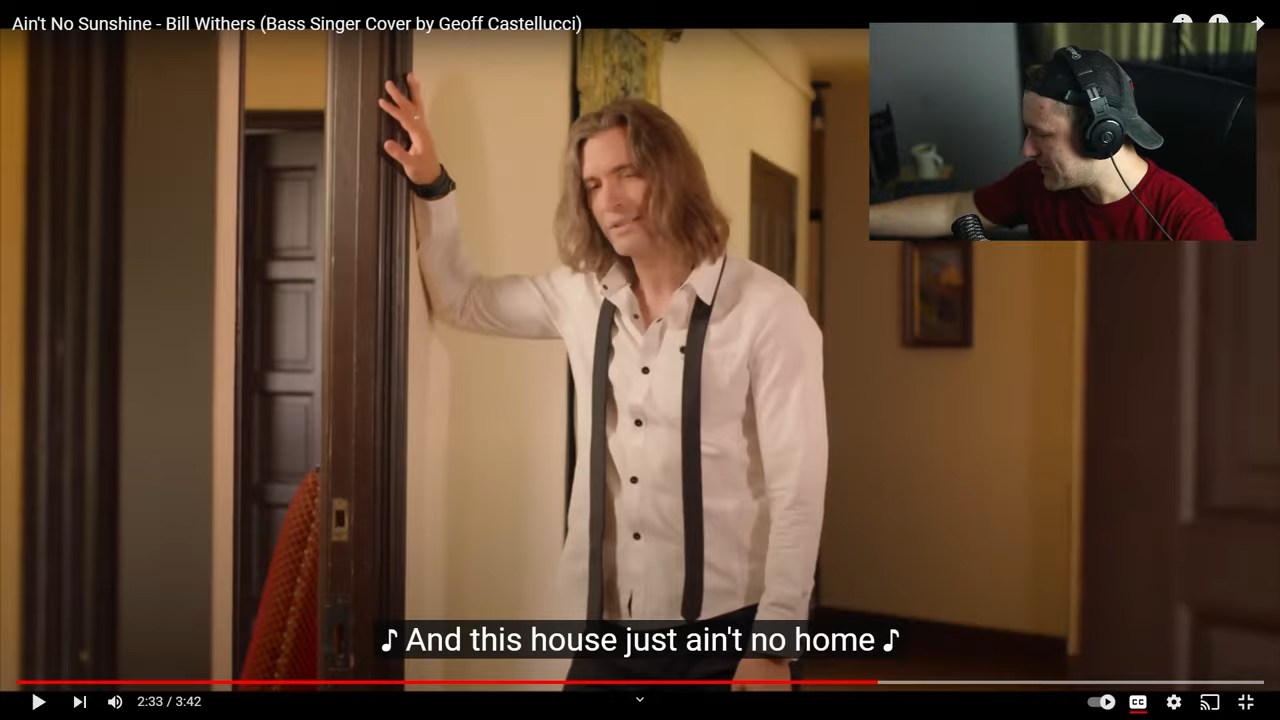 Ain't No Sunshine - Bill Withers (Bass Singer Cover by Geoff Castellucci)
♪ And this house just ain't no home ♪
2:33 / 3:42
CC